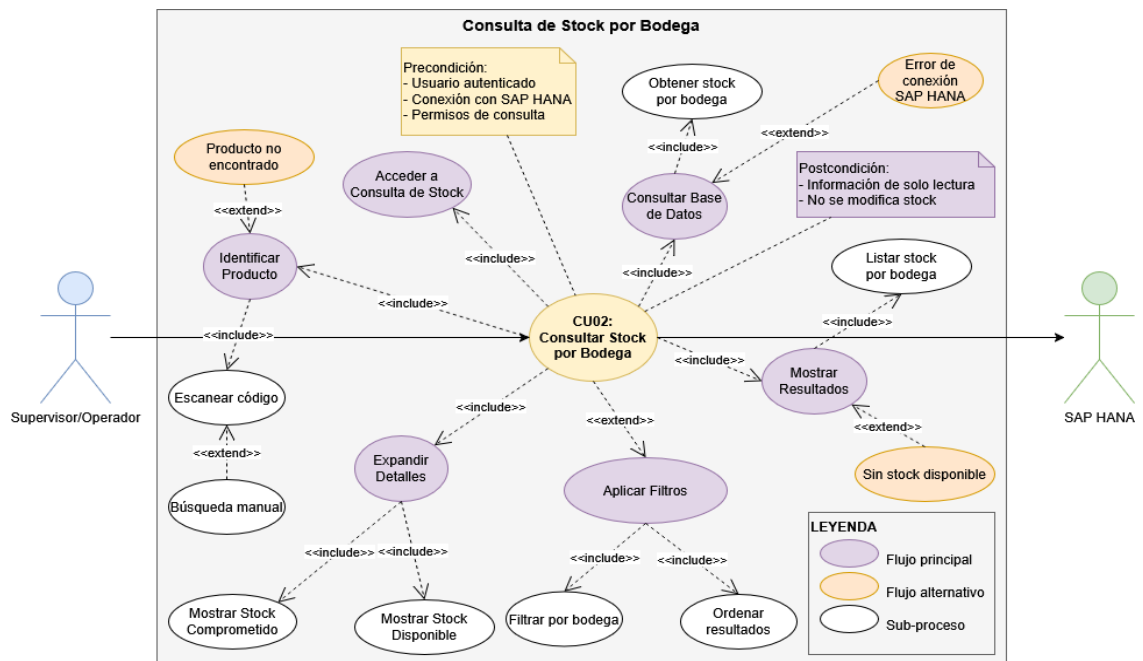 Consulta de Stock por Bodega
Precondición:
- Usuario autenticado
- Conexión con SAP HANA
- Permisos de consulta
Obtener stock
por bodega
Error de
conexión
SAP HANA
<<extend>>
<<include>>
Producto no
encontrado
Acceder a
Consulta de Stock
Consultar Base
de Datos
Postcondición:
- Información de solo lectura
- No se modifica stock
<<extend>>
Identificar
Producto
<<include>>
<<include>>
Listar stock
por bodega
<<include>>
<<include>>
CU02:
Consultar Stock
por Bodega
<<include>>
Mostrar
Resultados
Supervisor/Operador
SAP HANA
Escanear código
<<include>>
<<extend>>
<<extend>>
<<extend>>
Expandir
Detalles
Aplicar Filtros
Sin stock disponible
Búsqueda manual
<<include>>
<<include>>
<<include>>
<<include>>
Mostrar Stock
Comprometido
Mostrar Stock
Disponible
Filtrar por bodega
Ordenar
resultados
LEYENDA
Flujo principal
Flujo alternativo
Sub-proceso